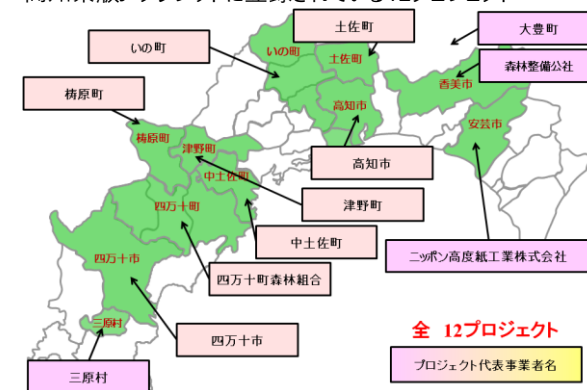 土佐町
大豊町
いの町
いの町
土佐町
森林整備公社
香美市
梼原町
高知市
安芸市
梼原町
津野町
高知市
中土佐町
津野町
四万十町
中土佐町
ニッポン高度紙工業株式会社
四万十市
四万十町森林組合
三原村
四万十市
全 12プロジェクト
三原村
プロジェクト代表事業者名